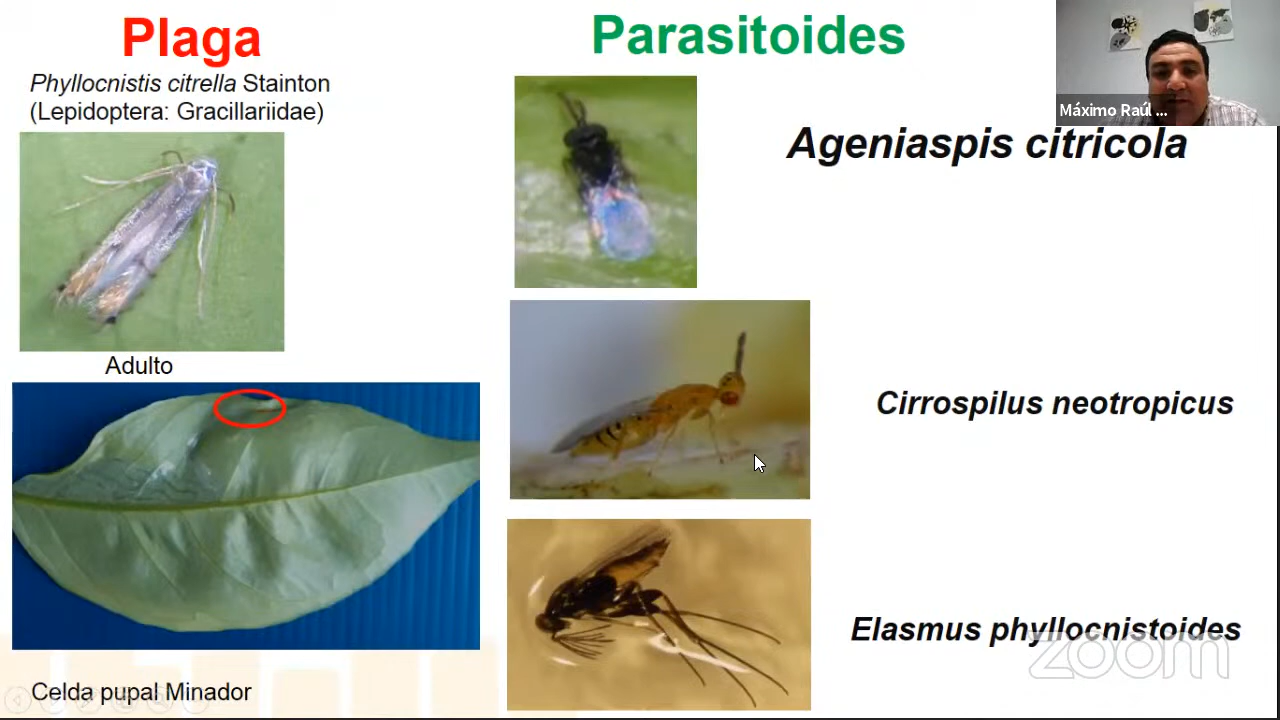 Plaga
Phyllocnistis citrella Stainton
(Lepidoptera: Gracillariidae)
Adulto
Celda pupal Minador
Parasitoides
Máximo Raúl ...
Ageniaspis citricola
Cirrospilus neotropicus
Elasmus phyllocnistoides
zoom